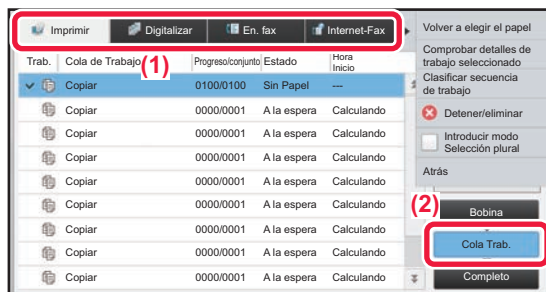 Imprimir Digitalizar En. fax Internet-Fax
(1)
Trab. Cola de Trabajo Progreso/conjunto Estado Hora Inicio
Copiar 0100/0100 Sin Papel ---
Copiar 0000/0001 A la espera Calculando
Copiar 0000/0001 A la espera Calculando
Copiar 0000/0001 A la espera Calculando
Copiar 0000/0001 A la espera Calculando
Copiar 0000/0001 A la espera Calculando
Copiar 0000/0001 A la espera Calculando
Copiar 0000/0001 A la espera Calculando
Copiar 0000/0001 A la espera Calculando
Volver a elegir el papel
Comprobar detalles de
trabajo seleccionado
Clasificar secuencia
de trabajo
Detener/eliminar
Introducir modo
Selección plural
Atrás
(2)
Bobina
Cola Trab.
Completo